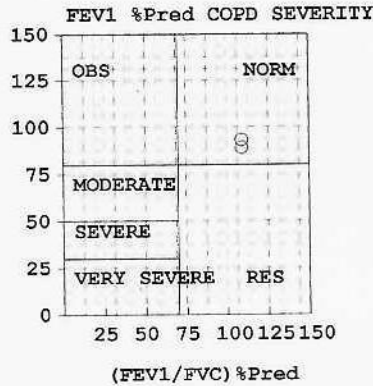 FEV1 %Pred COPD SEVERITY
150
125
OBS NORM
100
75
MODERATE
50
SEVERE
25
VERY SEVERE RES
0
25 50 75 100 125 150
(FEV1/FVC) %Pred